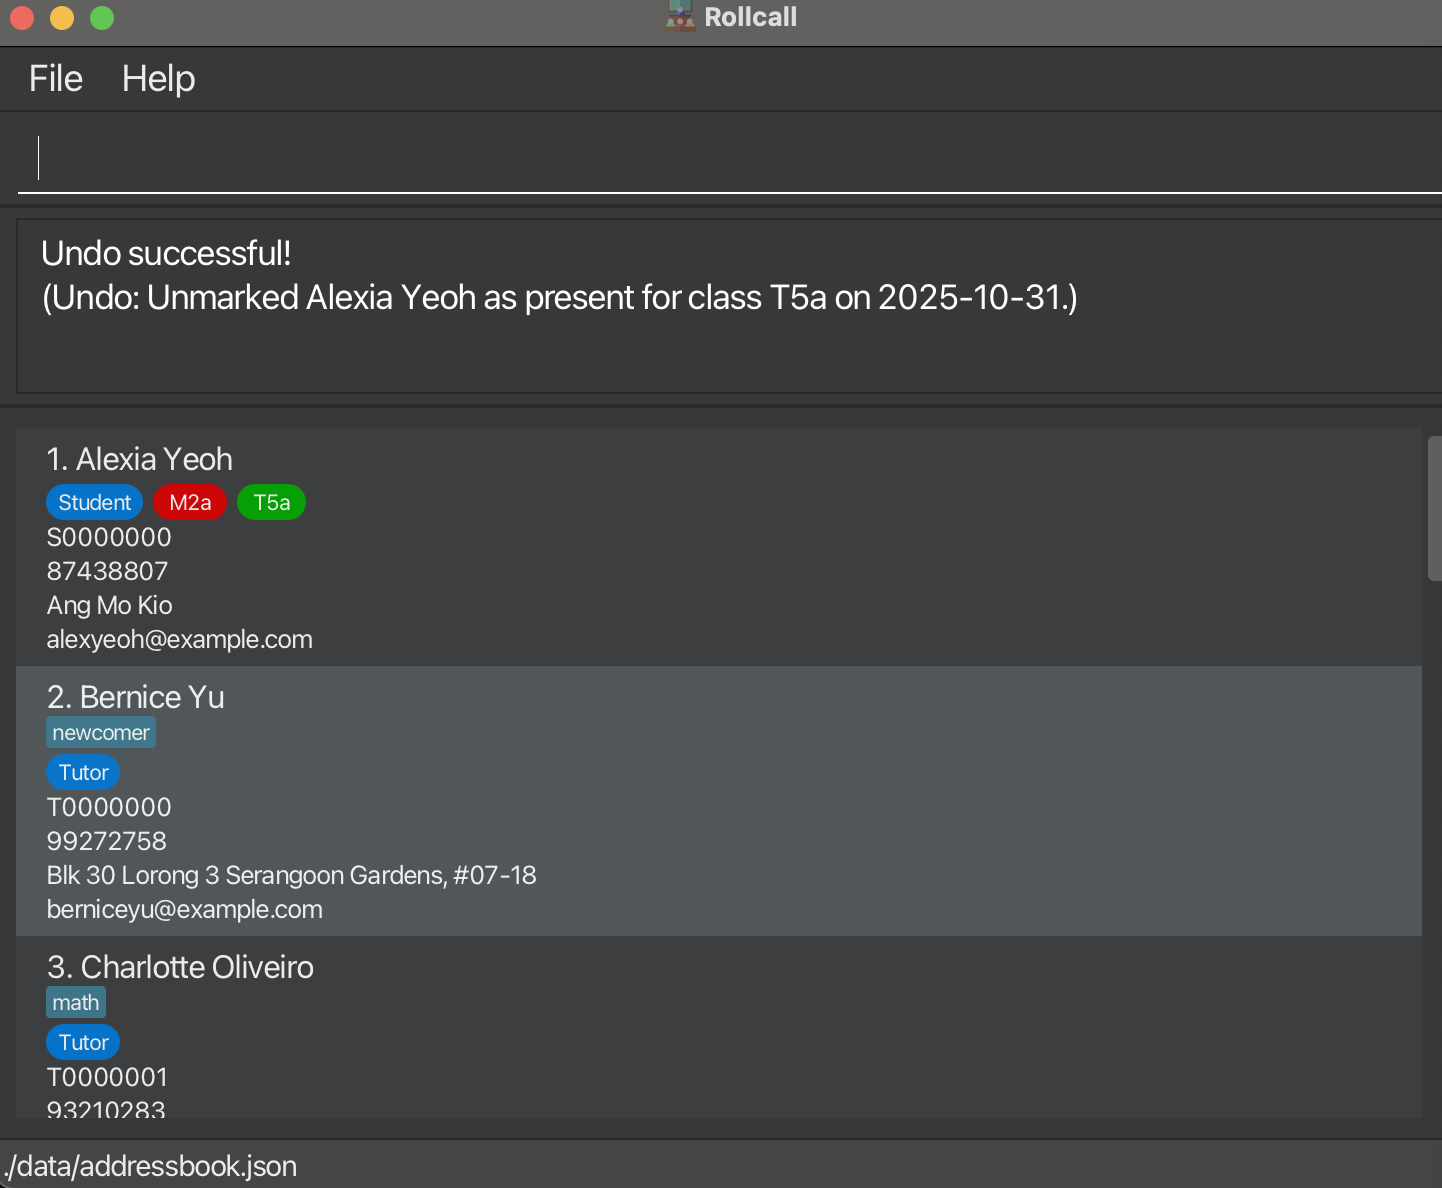 Rollcall
File Help
Undo successful!
(Undo: Unmarked Alexia Yeoh as present for class T5a on 2025-10-31.)
1. Alexia Yeoh
Student M2a T5a
S0000000
87438807
Ang Mo Kio
alexyeoh@example.com
2. Bernice Yu
newcomer
Tutor
T0000000
99272758
Blk 30 Lorong 3 Serangoon Gardens, #07-18
berniceyu@example.com
3. Charlotte Oliveiro
math
Tutor
T0000001
93210283
./data/addressbook.json